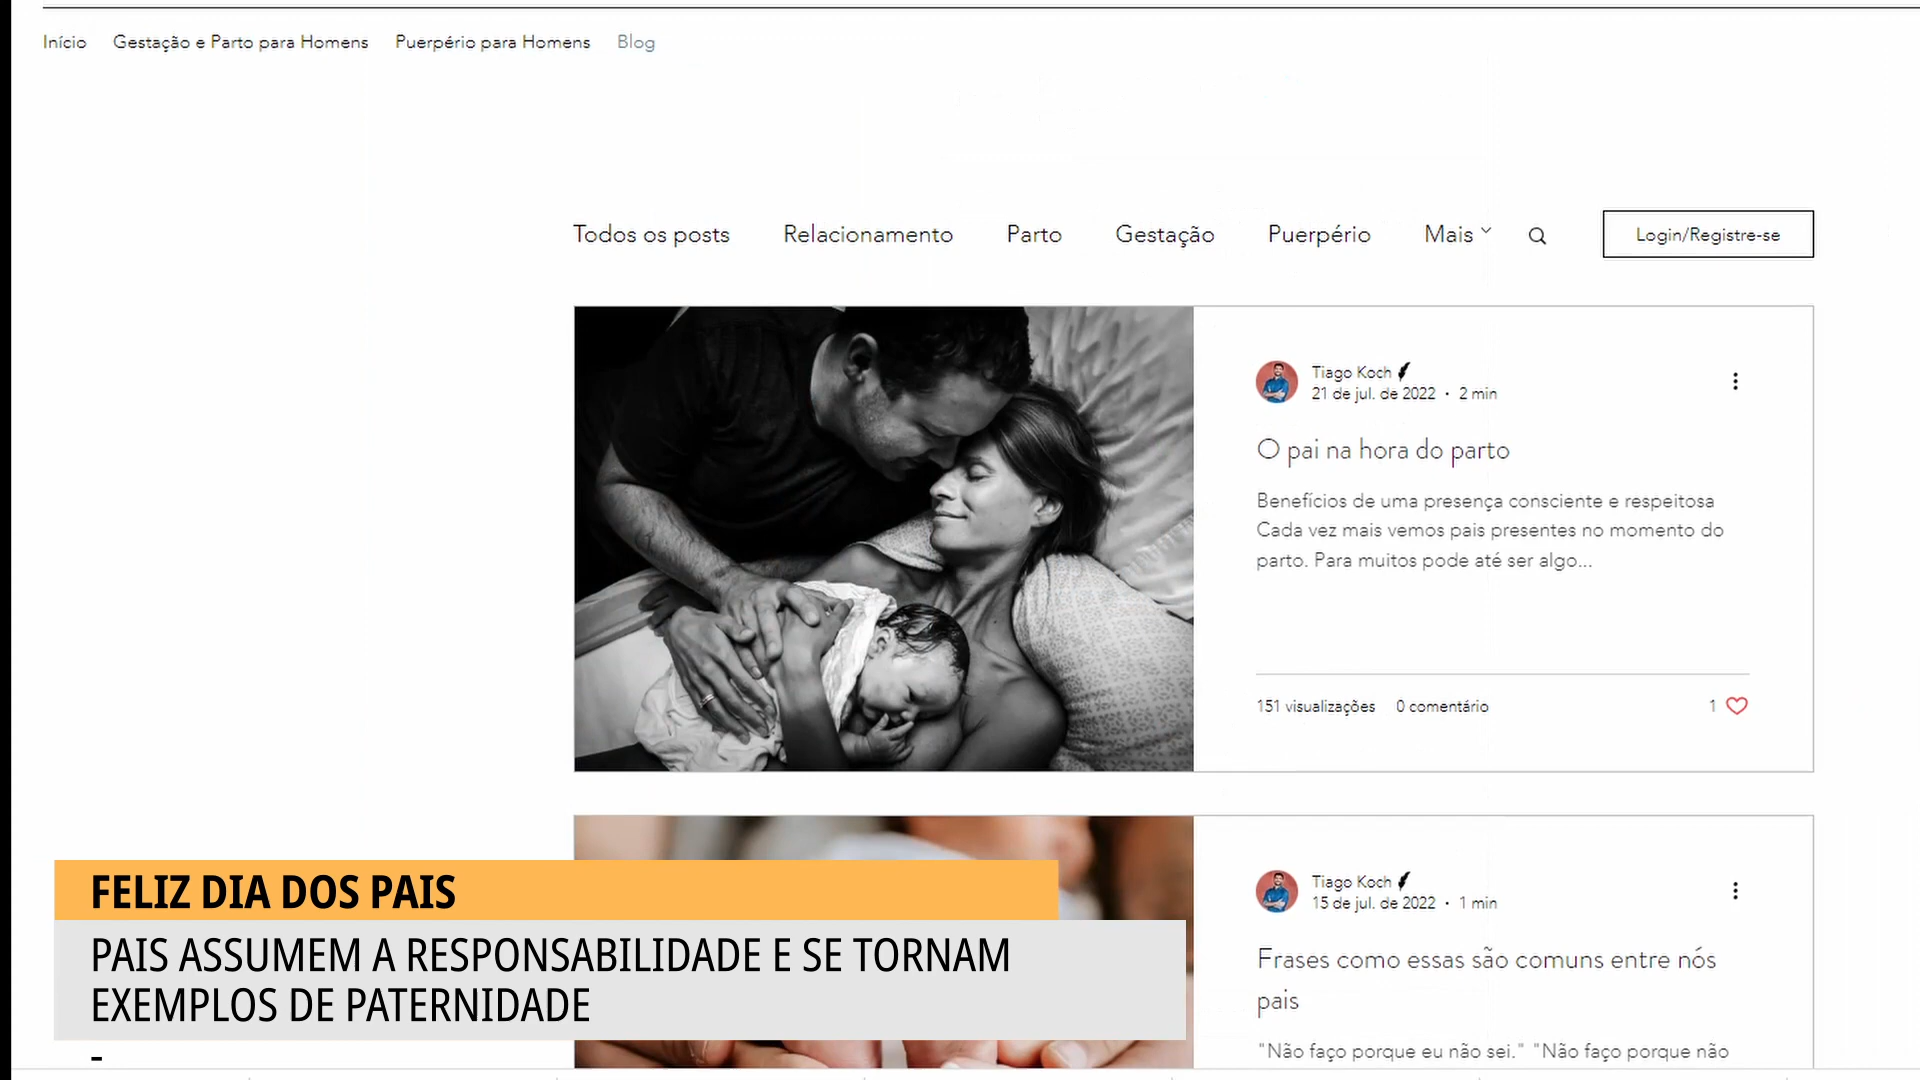 Início Gestação e Parto para Homens Puerpério para Homens Blog
Todos os posts Relacionamento Parto Gestação Puerpério Mais Login/Registre-se
Tiago Koch
21 de jul. de 2022 · 2 min
O pai na hora do parto
Benefícios de uma presença consciente e respeitosa
Cada vez mais vemos pais presentes no momento do
parto. Para muitos pode até ser algo...
151 visualizações 0 comentário 1
Tiago Koch
15 de jul. de 2022 · 1 min
Frases como essas são comuns entre nós
pais
"Não faço porque eu não sei." "Não faço porque não
FELIZ DIA DOS PAIS
PAIS ASSUMEM A RESPONSABILIDADE E SE TORNAM
EXEMPLOS DE PATERNIDADE
-